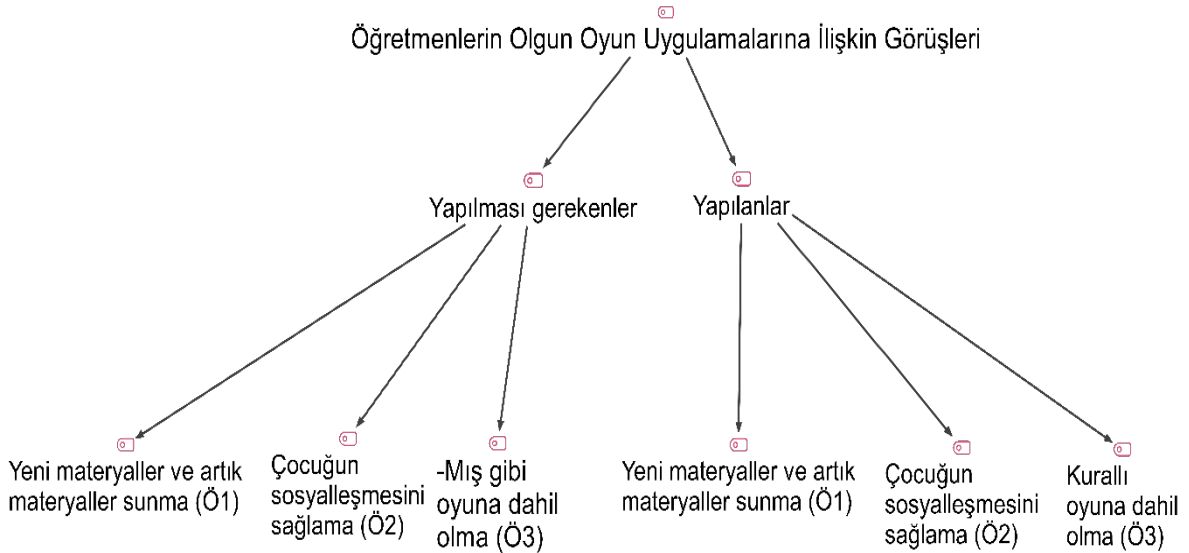 Öğretmenlerin Olgun Oyun Uygulamalarına İlişkin Görüşleri
Yapılması gerekenler
Yapılanlar
Yeni materyaller ve artık
materyaller sunma (Ö1)
Çocuğun
sosyalleşmesini
sağlama (Ö2)
-Mış gibi
oyuna dahil
olma (Ö3)
Yeni materyaller ve artık
materyaller sunma (Ö1)
Çocuğun
sosyalleşmesini
sağlama (Ö2)
Kurallı
oyuna dahil
olma (Ö3)